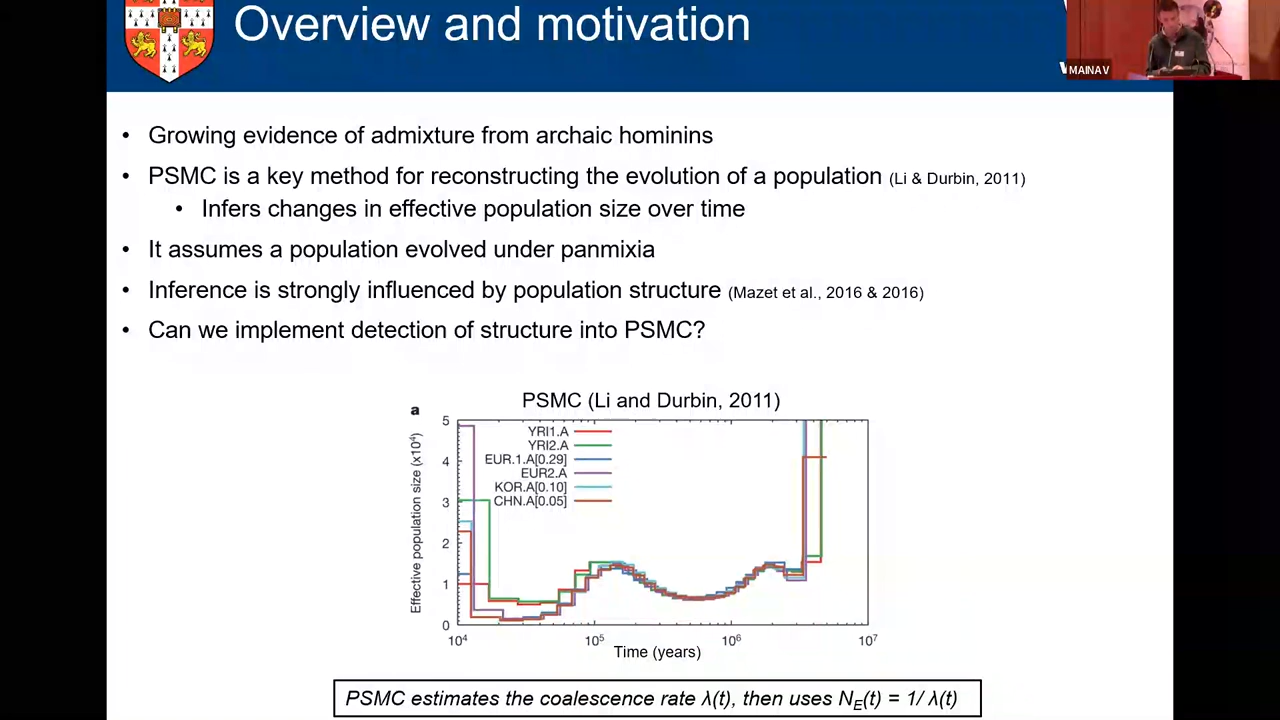 Overview and motivation
MAINAV
• Growing evidence of admixture from archaic hominins
• PSMC is a key method for reconstructing the evolution of a population (Li & Durbin, 2011)
• Infers changes in effective population size over time
• It assumes a population evolved under panmixia
• Inference is strongly influenced by population structure (Mazet et al., 2016 & 2016)
• Can we implement detection of structure into PSMC?
PSMC (Li and Durbin, 2011)
a
Effective population size (x10⁴)
5
4
3
2
1
0
YRI1.A
YRI2.A
EUR.1.A[0.29]
EUR2.A
KOR.A[0.10]
CHN.A[0.05]
10⁴ 10⁵ 10⁶ 10⁷
Time (years)
PSMC estimates the coalescence rate λ(t), then uses N_E(t) = 1/ λ(t)